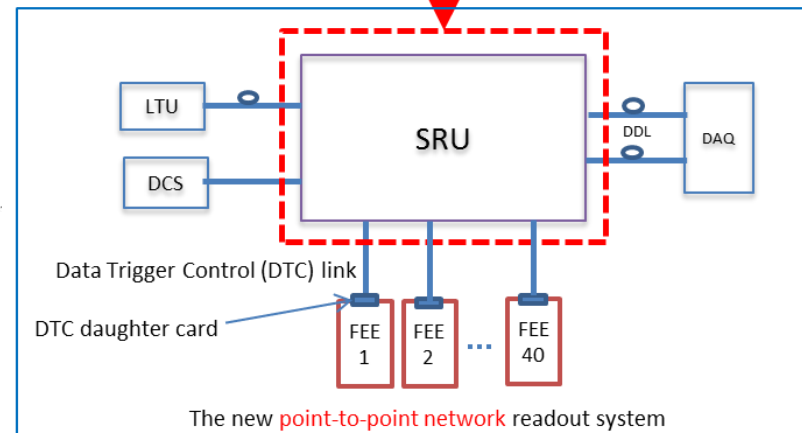 LTU
SRU
DDL
DAQ
DCS
Data Trigger Control (DTC) link
DTC daughter card
FEE
1
FEE
2
...
FEE
40
The new point-to-point network readout system